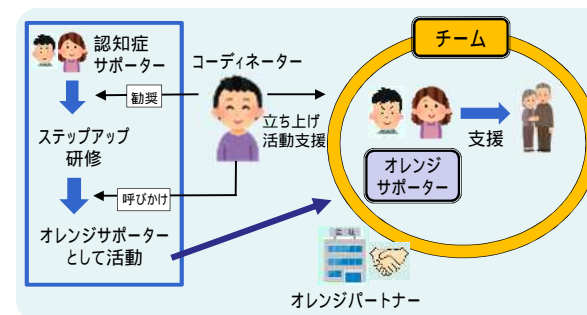 認知症
サポーター
勧奨
ステップアップ
研修
呼びかけ
オレンジサポーター
として活動
コーディネーター
立ち上げ
活動支援
チーム
支援
オレンジ
サポーター
会社
オレンジパートナー